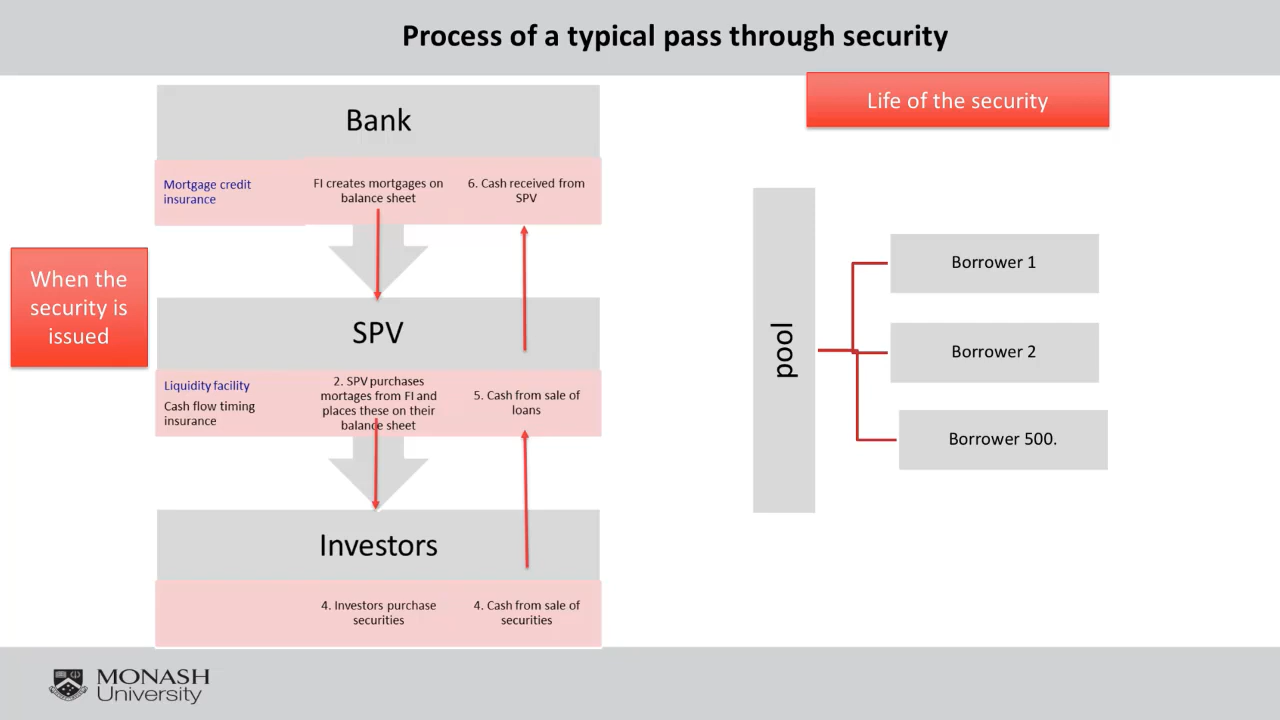 Process of a typical pass through security
Life of the security
When the
security is
issued
Bank
Mortgage credit
insurance
FI creates mortgages on
balance sheet
6. Cash received from
SPV
SPV
Liquidity facility
Cash flow timing
insurance
2. SPV purchases
mortages from FI and
places these on their
balance sheet
5. Cash from sale of
loans
Investors
4. Investors purchase
securities
4. Cash from sale of
securities
pool
Borrower 1
Borrower 2
Borrower 500.
MONASH
University